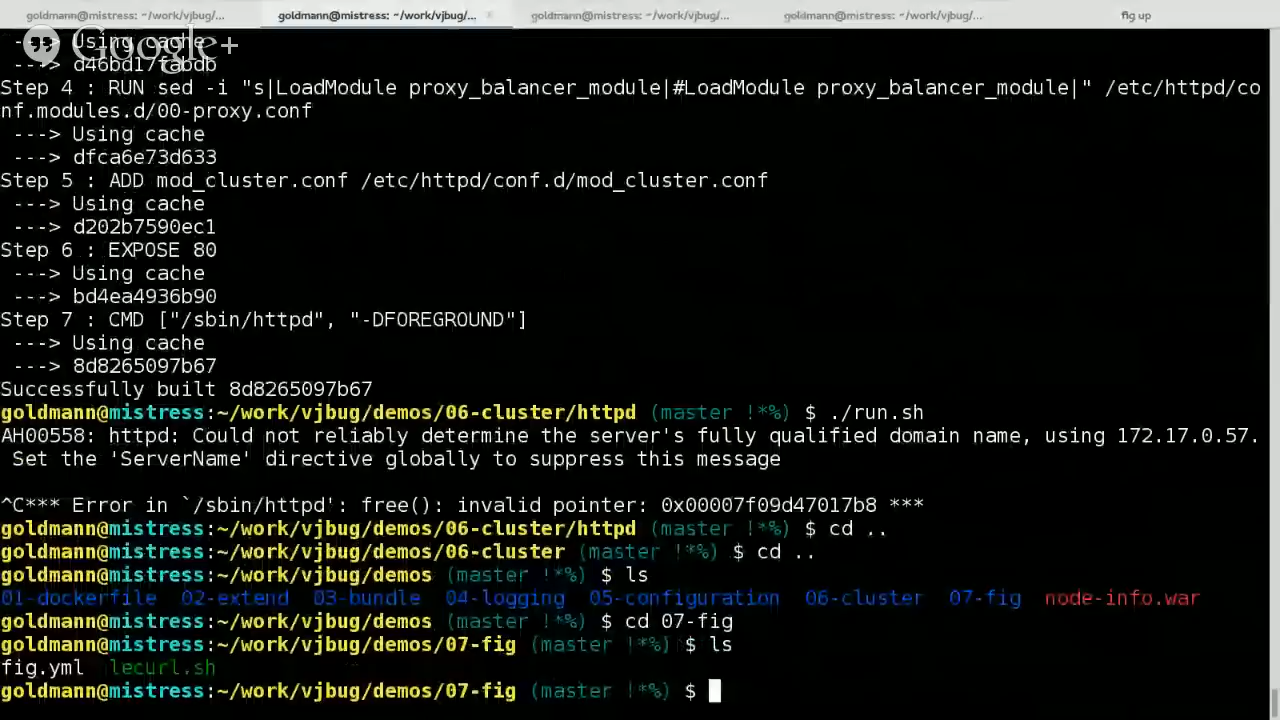 goldmann@mistress: ~/work/vjbug/... goldmann@mistress: ~/work/vjbug/... goldmann@mistress: ~/work/vjbug/... goldmann@mistress: ~/work/vjbug/... fig up
Google+
---> Using cache
---> d46bd17fabdb
Step 4 : RUN sed -i "s|LoadModule proxy_balancer_module|#LoadModule proxy_balancer_module|" /etc/httpd/co
nf.modules.d/00-proxy.conf
---> Using cache
---> dfca6e73d633
Step 5 : ADD mod_cluster.conf /etc/httpd/conf.d/mod_cluster.conf
---> Using cache
---> d202b7590ec1
Step 6 : EXPOSE 80
---> Using cache
---> bd4ea4936b90
Step 7 : CMD ["/sbin/httpd", "-DFOREGROUND"]
---> Using cache
---> 8d8265097b67
Successfully built 8d8265097b67
goldmann@mistress:~/work/vjbug/demos/06-cluster/httpd (master !*%) $ ./run.sh
AH00558: httpd: Could not reliably determine the server's fully qualified domain name, using 172.17.0.57.
Set the 'ServerName' directive globally to suppress this message
^C*** Error in `/sbin/httpd': free(): invalid pointer: 0x00007f09d47017b8 ***
goldmann@mistress:~/work/vjbug/demos/06-cluster/httpd (master !*%) $ cd ..
goldmann@mistress:~/work/vjbug/demos/06-cluster (master !*%) $ cd ..
goldmann@mistress:~/work/vjbug/demos (master !*%) $ ls
01-dockerfile 02-extend 03-bundle 04-logging 05-configuration 06-cluster 07-fig node-info.war
goldmann@mistress:~/work/vjbug/demos (master !*%) $ cd 07-fig
goldmann@mistress:~/work/vjbug/demos/07-fig (master !*%) $ ls
fig.yml lecurl.sh
goldmann@mistress:~/work/vjbug/demos/07-fig (master !*%) $